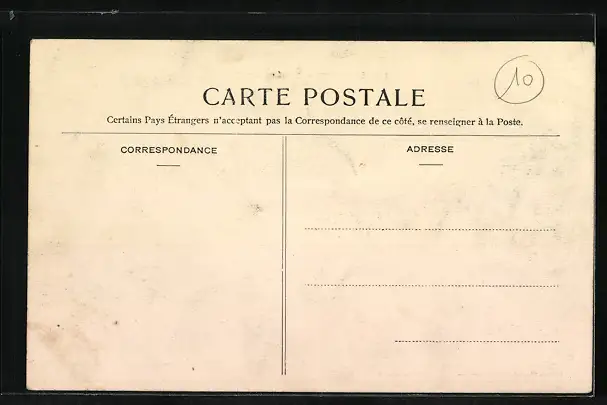 10
CARTE POSTALE
Certains Pays Étrangers n'acceptant pas la Correspondance de ce côté, se renseigner à la Poste.
CORRESPONDANCE
ADRESSE